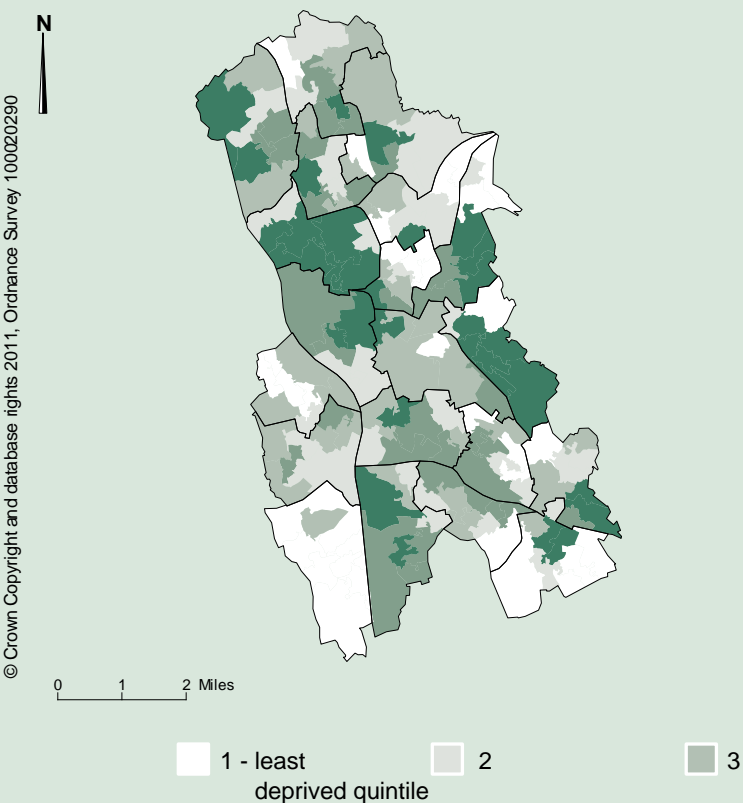 N
© Crown Copyright and database rights 2011, Ordnance Survey 100020290
0 1 2 Miles
1 - least
deprived quintile
2
3